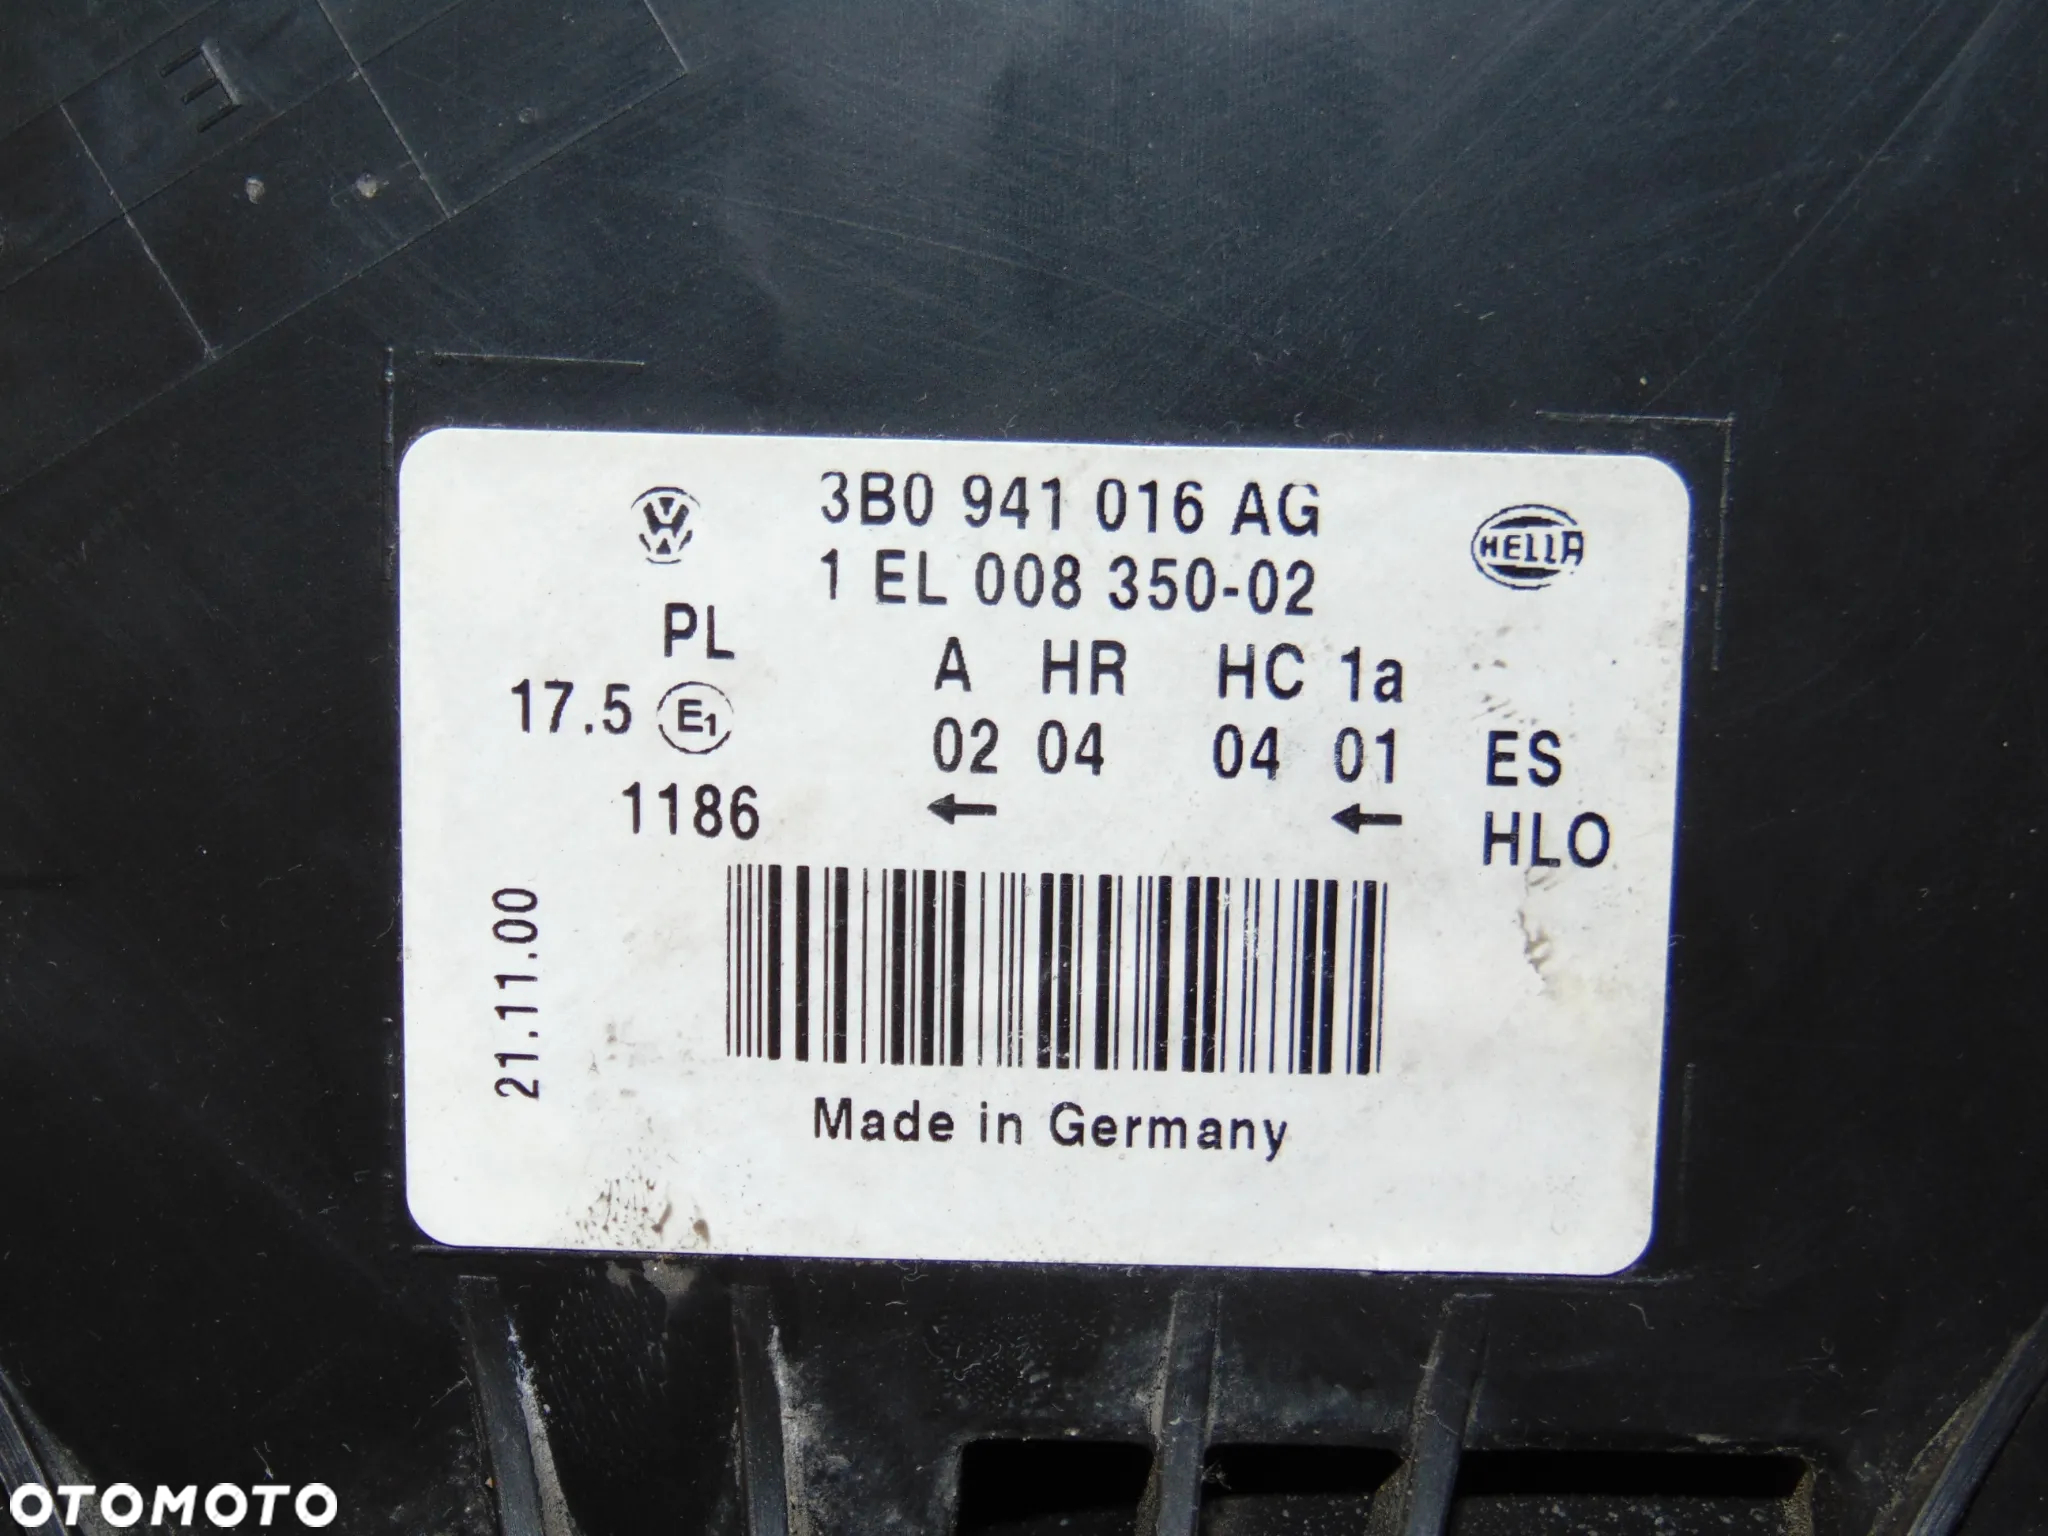 E
3B0 941 016 AG
HELLA
1 EL 008 350-02
PL
A HR HC 1a
17.5 E1
02 04 04 01 ES
1186
HLO
21.11.00
Made in Germany
OTOMOTO